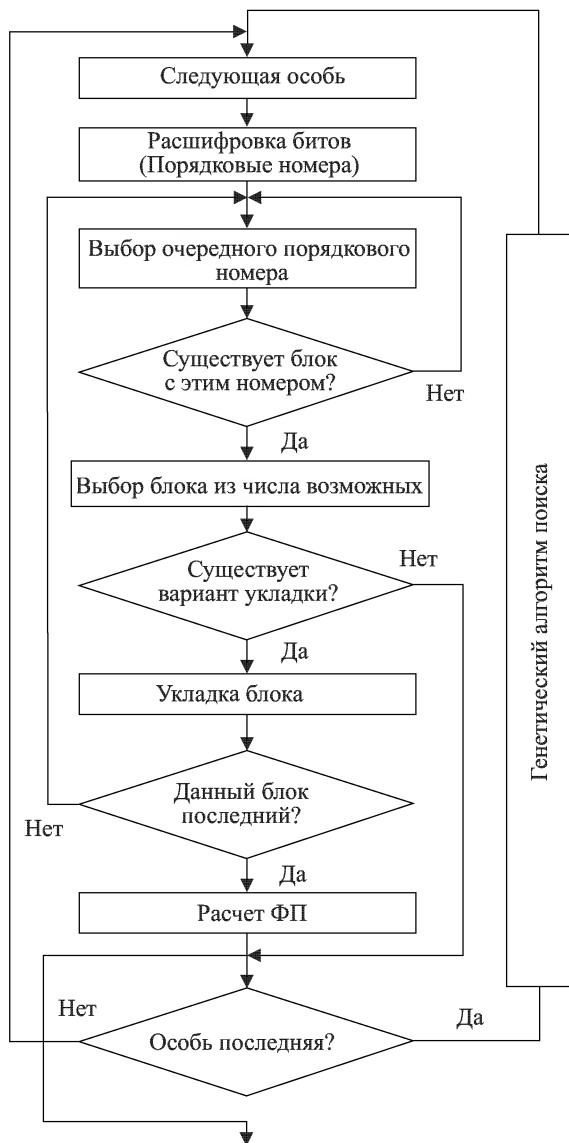 Следующая особь
Расшифровка битов
(Порядковые номера)
Выбор очередного порядкового
номера
Существует блок
с этим номером?
Нет
Да
Выбор блока из числа возможных
Нет
Существует
вариант укладки?
Да
Укладка блока
Данный блок
последний?
Нет
Да
Расчет ФП
Нет
Да
Особь последняя?
Генетический алгоритм поиска